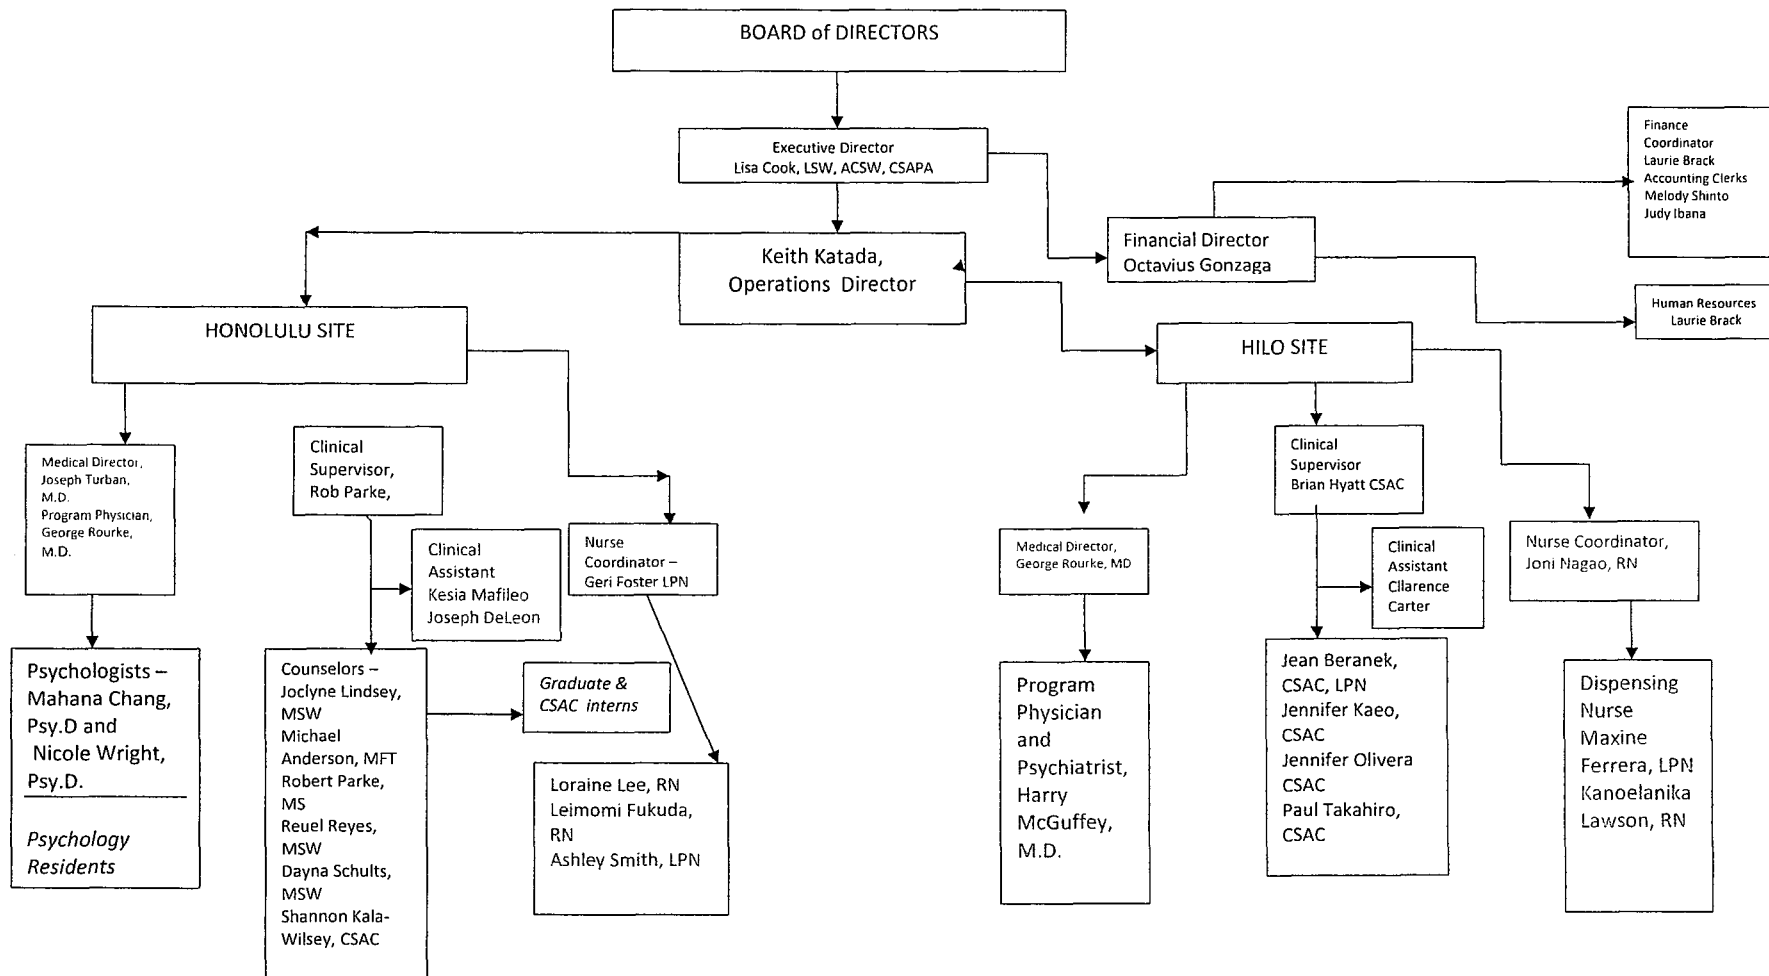 BOARD of DIRECTORS
Executive Director
Lisa Cook, LSW, ACSW, CSAPA
Finance
Coordinator
Laurie Brack
Accounting Clerks
Melody Shinto
Judy Ibana
Financial Director
Octavius Gonzaga
Keith Katada,
Operations Director
Human Resources
Laurie Brack
HONOLULU SITE
HILO SITE
Medical Director,
Joseph Turban,
M.D.
Program Physician,
George Rourke,
M.D.
Clinical
Supervisor,
Rob Parke,
Clinical
Assistant
Kesia Mafileo
Joseph DeLeon
Nurse
Coordinator –
Geri Foster LPN
Psychologists –
Mahana Chang,
Psy.D and
Nicole Wright,
Psy.D.
Psychology
Residents
Counselors –
Joclyne Lindsey,
MSW
Michael
Anderson, MFT
Robert Parke,
MS
Reuel Reyes,
MSW
Dayna Schults,
MSW
Shannon Kala-
Wilsey, CSAC
Graduate &
CSAC interns
Loraine Lee, RN
Leimomi Fukuda,
RN
Ashley Smith, LPN
Medical Director,
George Rourke, MD
Clinical
Supervisor
Brian Hyatt CSAC
Clinical
Assistant
Cllarence
Carter
Nurse Coordinator,
Joni Nagao, RN
Program
Physician
and
Psychiatrist,
Harry
McGuffey,
M.D.
Jean Beranek,
CSAC, LPN
Jennifer Kaeo,
CSAC
Jennifer Olivera
CSAC
Paul Takahiro,
CSAC
Dispensing
Nurse
Maxine
Ferrera, LPN
Kanoelanika
Lawson, RN